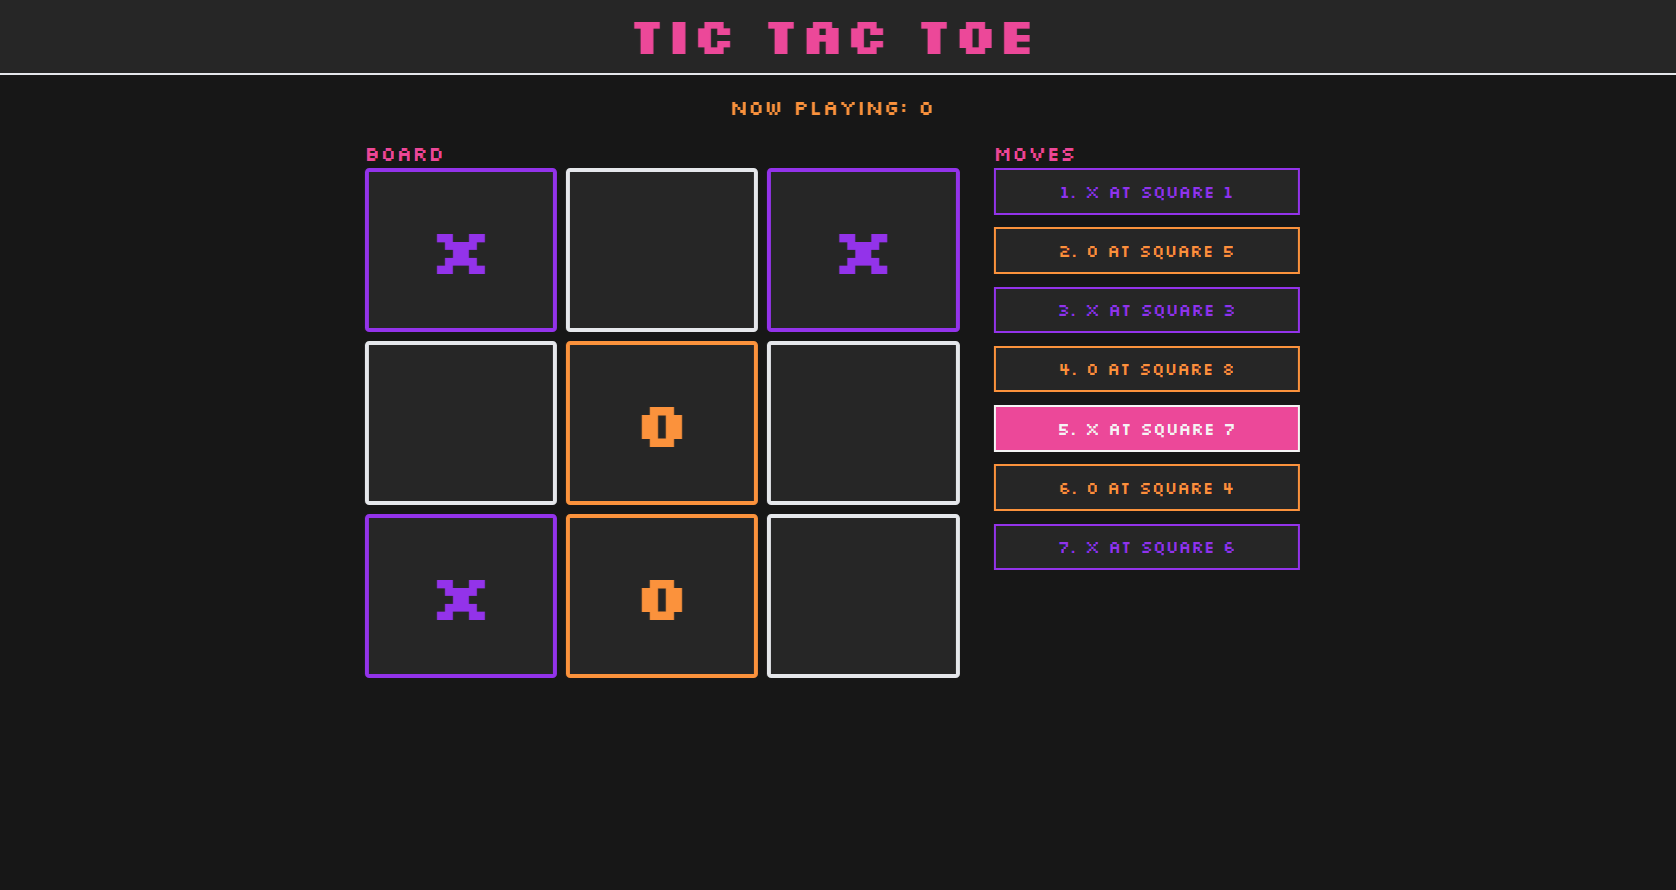 TIC TAC TOE
NOW PLAYING: O
BOARD
X X
O
X O
MOVES
1. X AT SQUARE 1
2. O AT SQUARE 5
3. X AT SQUARE 3
4. O AT SQUARE 8
5. X AT SQUARE 7
6. O AT SQUARE 4
7. X AT SQUARE 6